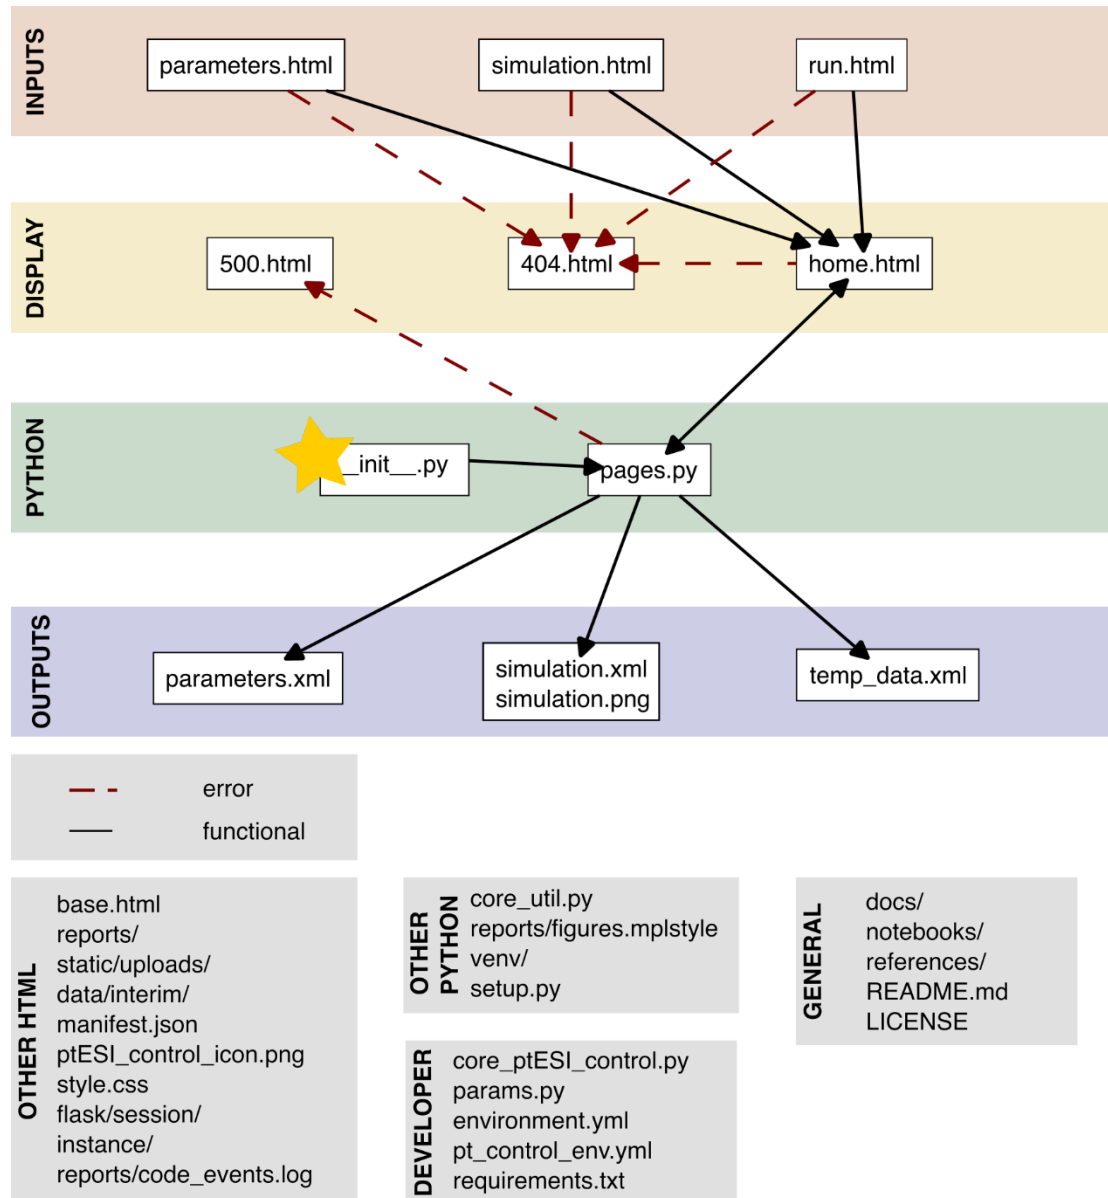 INPUTS
parameters.html
simulation.html
run.html
DISPLAY
500.html
404.html
home.html
PYTHON
__init__.py
pages.py
OUTPUTS
parameters.xml
simulation.xml
simulation.png
temp_data.xml
error
functional
OTHER HTML
base.html
reports/
static/uploads/
data/interim/
manifest.json
ptESI_control_icon.png
style.css
flask/session/
instance/
reports/code_events.log
OTHER
PYTHON
core_util.py
reports/figures.mplstyle
venv/
setup.py
DEVELOPER
core_ptESI_control.py
params.py
environment.yml
pt_control_env.yml
requirements.txt
GENERAL
docs/
notebooks/
references/
README.md
LICENSE